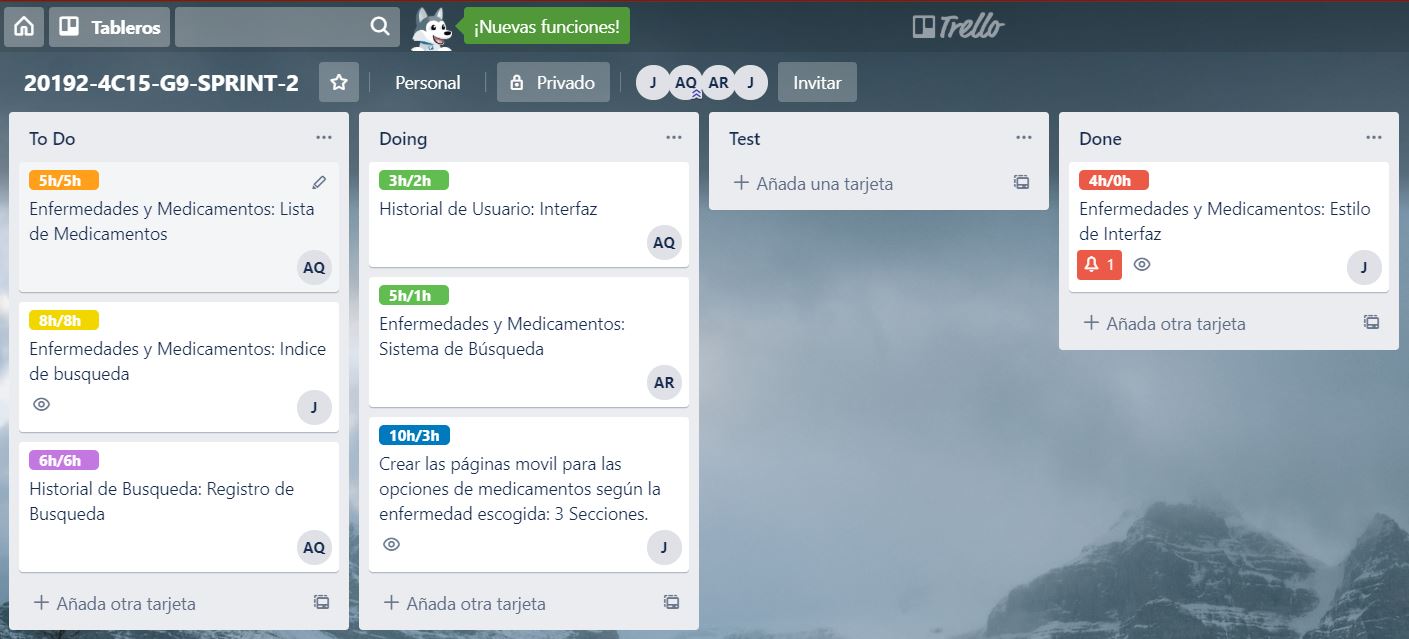 Tableros
¡Nuevas funciones!
Trello
20192-4C15-G9-SPRINT-2
Personal
Privado
J
AQ
AR
J
Invitar
To Do
5h/5h
Enfermedades y Medicamentos: Lista
de Medicamentos
AQ
8h/8h
Enfermedades y Medicamentos: Indice
de busqueda
J
6h/6h
Historial de Busqueda: Registro de
Busqueda
AQ
+ Añada otra tarjeta
Doing
3h/2h
Historial de Usuario: Interfaz
AQ
5h/1h
Enfermedades y Medicamentos:
Sistema de Búsqueda
AR
10h/3h
Crear las páginas movil para las
opciones de medicamentos según la
enfermedad escogida: 3 Secciones.
J
+ Añada otra tarjeta
Test
+ Añada una tarjeta
Done
4h/0h
Enfermedades y Medicamentos: Estilo
de Interfaz
1
J
+ Añada otra tarjeta